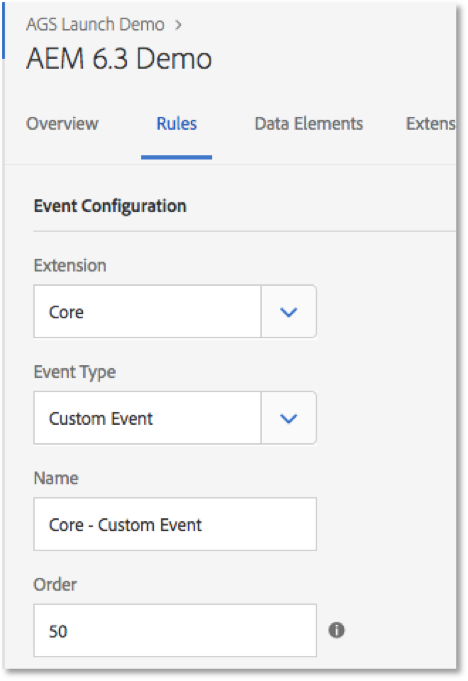 AGS Launch Demo >
AEM 6.3 Demo
Overview Rules Data Elements Extens
Event Configuration
Extension
Core
Event Type
Custom Event
Name
Core - Custom Event
Order
50